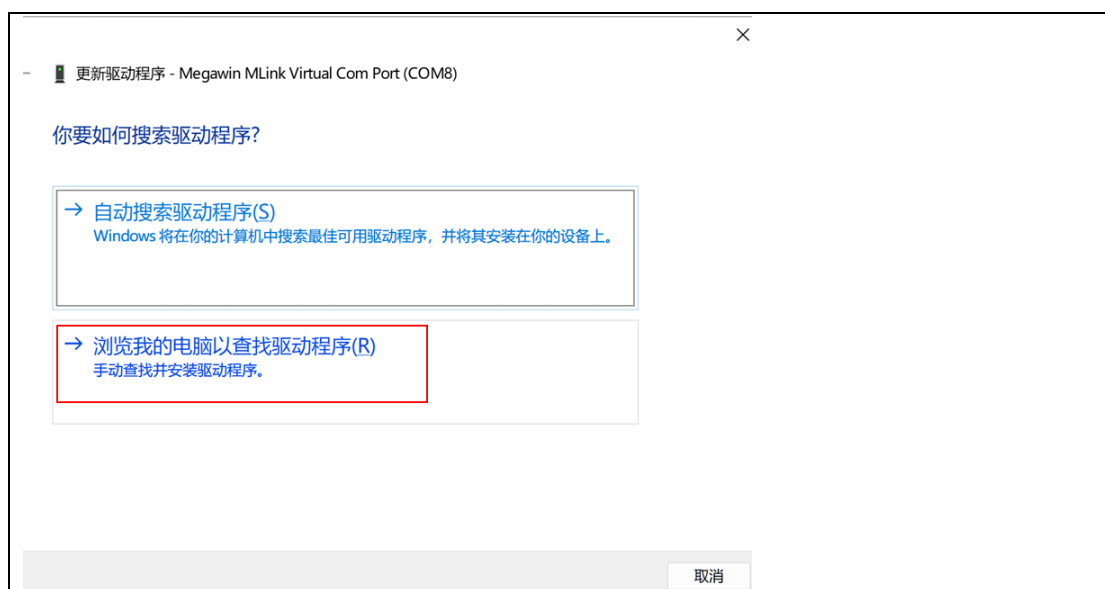 更新驱动程序 - Megawin MLink Virtual Com Port (COM8)
你要如何搜索驱动程序?
自动搜索驱动程序(S)
Windows 将在你的计算机中搜索最佳可用驱动程序，并将其安装在你的设备上。
浏览我的电脑以查找驱动程序(R)
手动查找并安装驱动程序。
取消